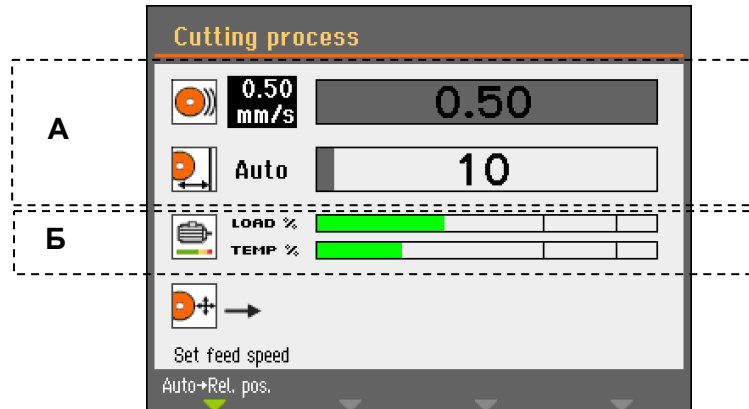 Cutting process
А
0.50
mm/s
0.50
Auto
10
Б
LOAD %
TEMP %
Set feed speed
Auto→Rel. pos.